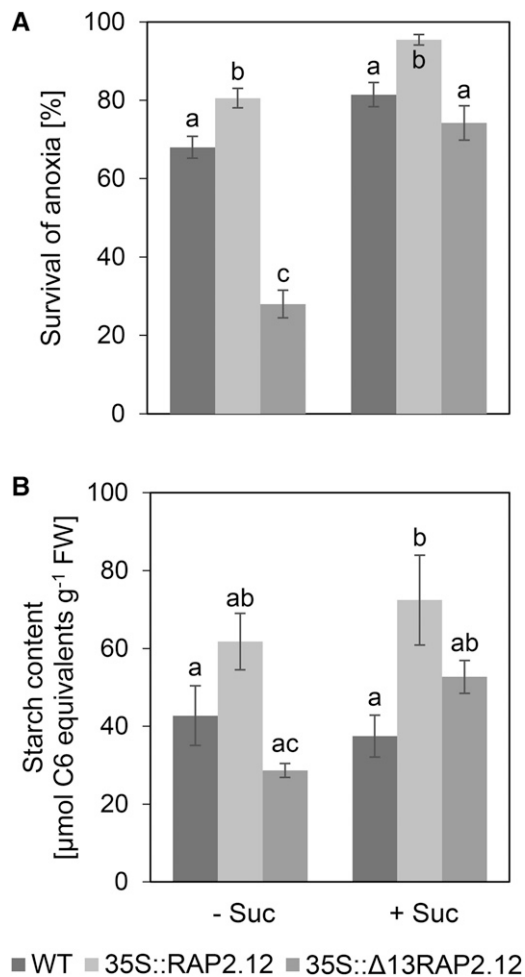 A
Survival of anoxia [%]
100
80
60
40
20
0
a
b
c
a
b
a
B
Starch content
[µmol C6 equivalents g⁻¹ FW]
100
80
60
40
20
0
a
ab
ac
a
b
ab
- Suc
+ Suc
WT 35S::RAP2.12 35S::Δ13RAP2.12